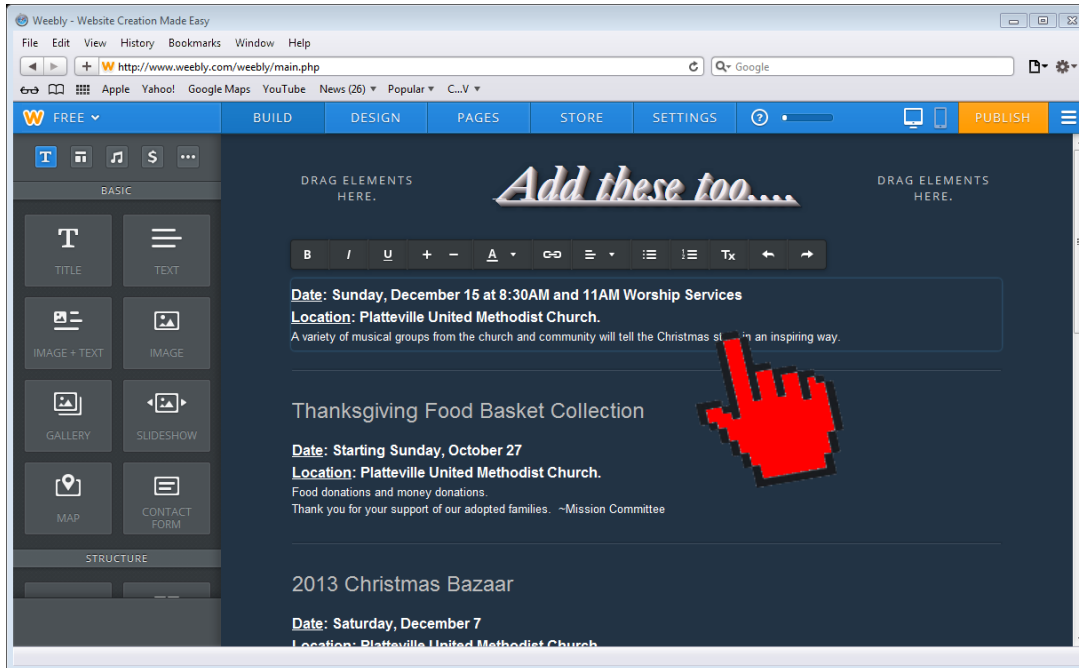 Weebly - Website Creation Made Easy
File Edit View History Bookmarks Window Help
http://www.weebly.com/weebly/main.php
Google
Apple Yahoo! Google Maps YouTube News (26) Popular C...V
FREE BUILD DESIGN PAGES STORE SETTINGS ? PUBLISH
BASIC
TITLE TEXT
IMAGE + TEXT IMAGE
GALLERY SLIDESHOW
MAP CONTACT FORM
STRUCTURE
DRAG ELEMENTS
HERE.
Add these too....
DRAG ELEMENTS
HERE.
B I U + − A Tx
Date: Sunday, December 15 at 8:30AM and 11AM Worship Services
Location: Platteville United Methodist Church.
A variety of musical groups from the church and community will tell the Christmas in an inspiring way.
Thanksgiving Food Basket Collection
Date: Starting Sunday, October 27
Location: Platteville United Methodist Church.
Food donations and money donations.
Thank you for your support of our adopted families. ~Mission Committee
2013 Christmas Bazaar
Date: Saturday, December 7
Location: Platteville United Methodist Church